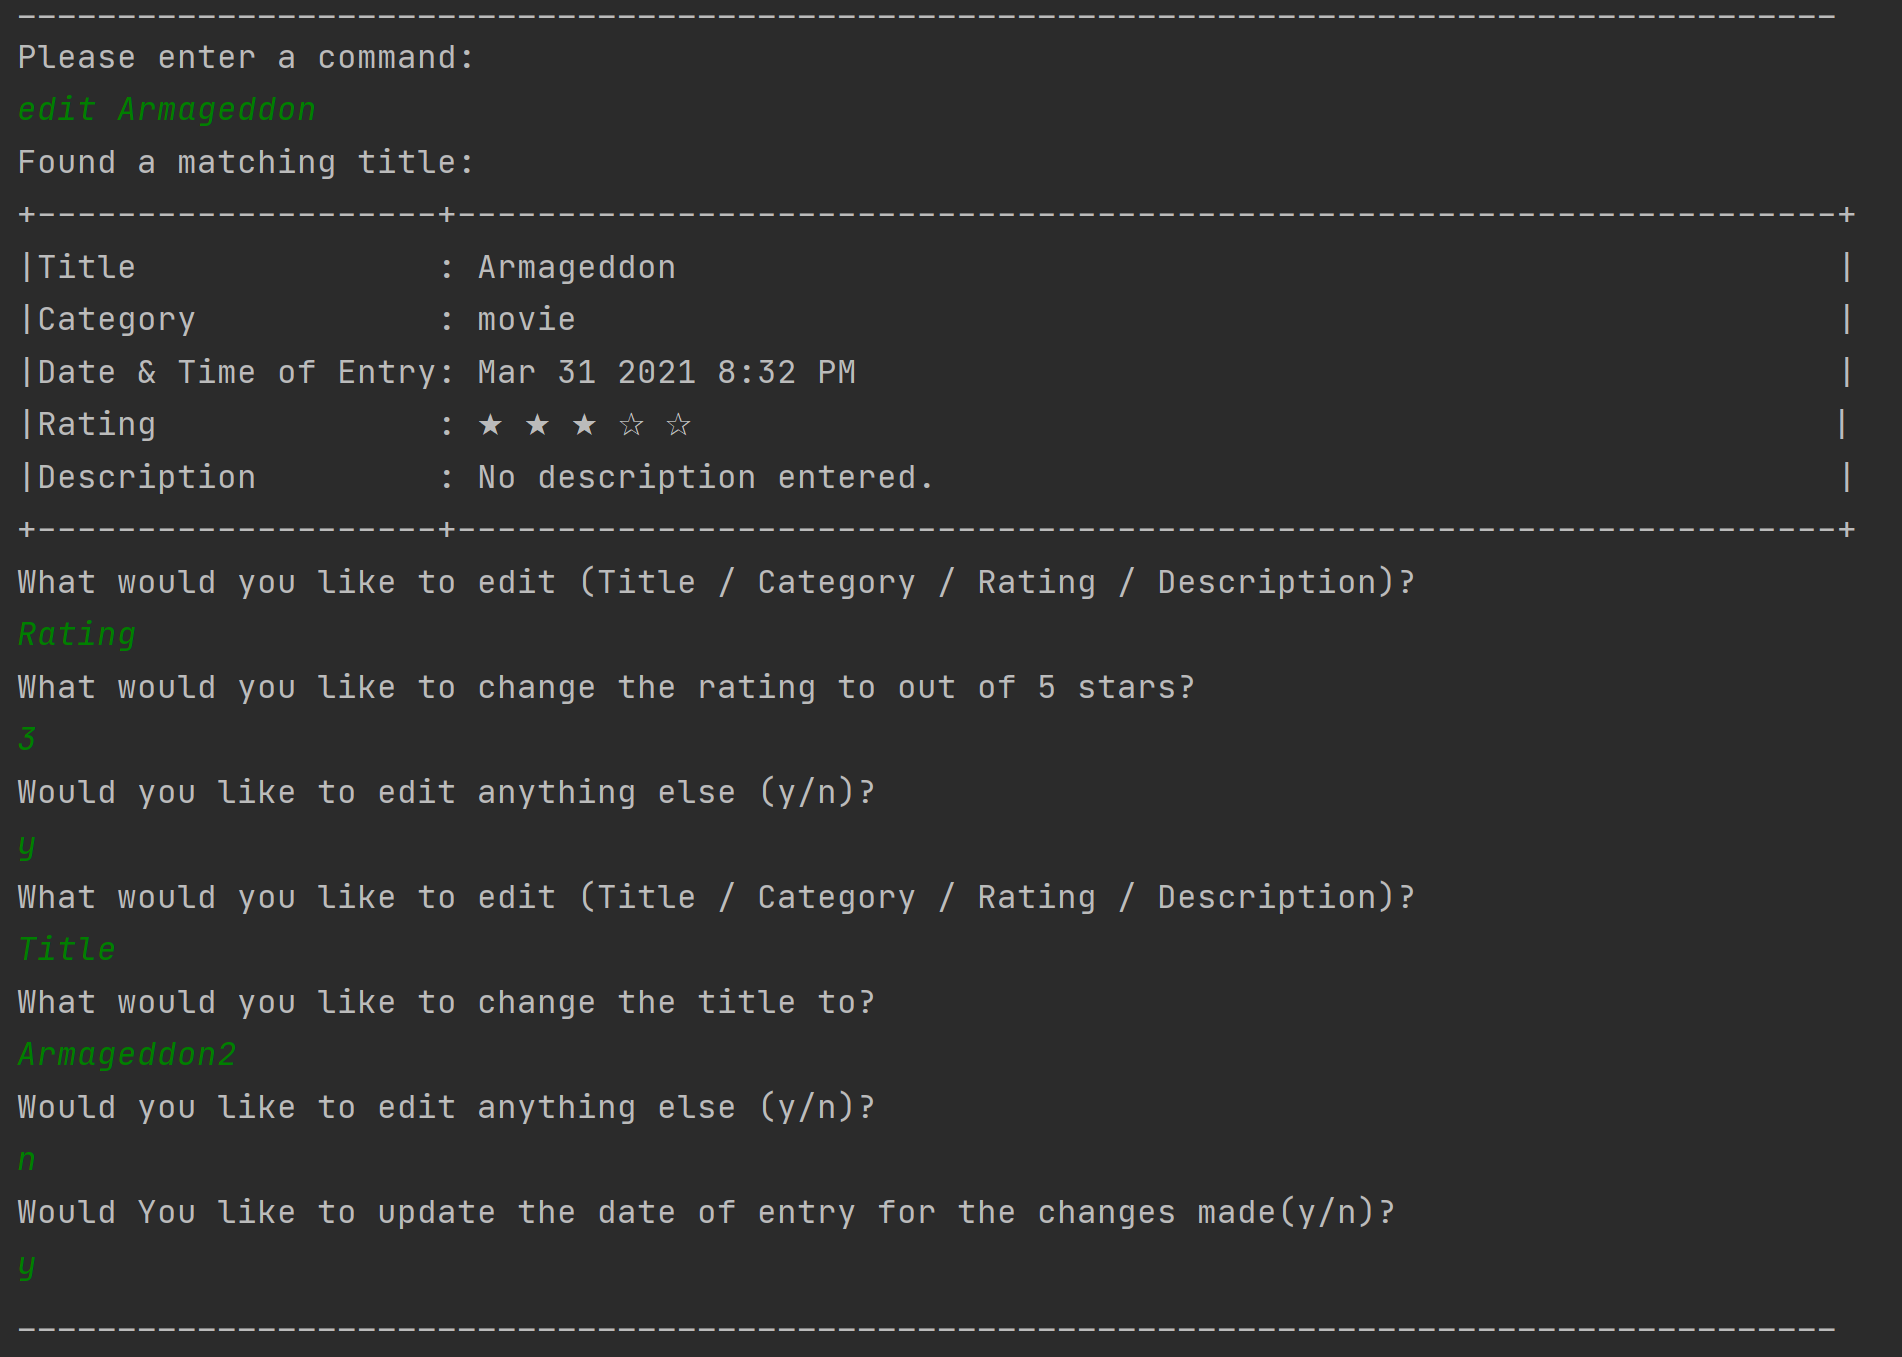 -------------------------------------------------------------------------------------------
Please enter a command:
edit Armageddon
Found a matching title:
+--------------------+---------------------------------------------------------------------+
|Title               : Armageddon                                                          |
|Category            : movie                                                               |
|Date & Time of Entry: Mar 31 2021 8:32 PM                                                 |
|Rating              : ★ ★ ★ ☆ ☆                                                         |
|Description         : No description entered.                                             |
+--------------------+---------------------------------------------------------------------+
What would you like to edit (Title / Category / Rating / Description)?
Rating
What would you like to change the rating to out of 5 stars?
3
Would you like to edit anything else (y/n)?
y
What would you like to edit (Title / Category / Rating / Description)?
Title
What would you like to change the title to?
Armageddon2
Would you like to edit anything else (y/n)?
n
Would You like to update the date of entry for the changes made(y/n)?
y
-------------------------------------------------------------------------------------------